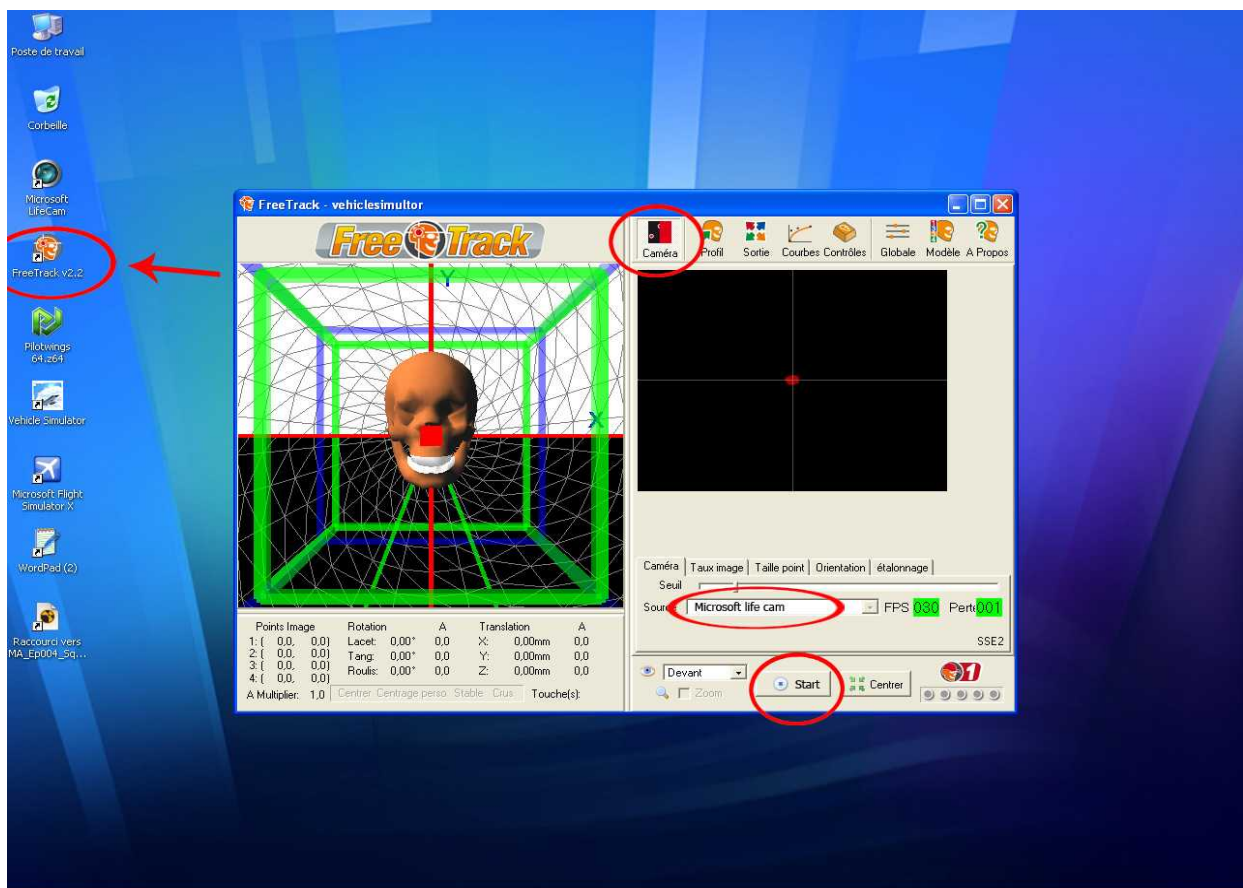 Poste de travail
Corbeille
Microsoft
LifeCam
FreeTrack v2.2
Pilotwings
64.z64
Vehicle Simulator
Microsoft Flight
Simulator X
WordPad (2)
Raccourci vers
MA_Ep004_Sq...
FreeTrack - vehiclesimultor
FreeTrack
Caméra Profil Sortie Courbes Contrôles Globale Modèle A Propos
Y
X
Caméra Taux image Taille point Orientation étalonnage
Seuil
Source Microsoft life cam FPS 030 Perte 001
SSE2
Points Image Rotation A Translation A
1: ( 0,0, 0,0) Lacet: 0,00° 0,0 X: 0,00mm 0,0
2: ( 0,0, 0,0) Tang: 0,00° 0,0 Y: 0,00mm 0,0
3: ( 0,0, 0,0) Roulis: 0,00° 0,0 Z: 0,00mm 0,0
4: ( 0,0, 0,0)
A Multiplier: 1,0 Centrer Centrage perso Stable Crus Touche(s):
Devant Start Centrer 1
Zoom